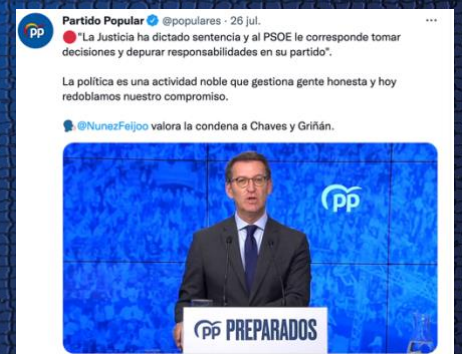 Partido Popular @populares · 26 jul.
"La Justicia ha dictado sentencia y al PSOE le corresponde tomar
decisiones y depurar responsabilidades en su partido".
La política es una actividad noble que gestiona gente honesta y hoy
redoblamos nuestro compromiso.
@NunezFeijoo valora la condena a Chaves y Griñán.
PP
PP
PP PREPARADOS